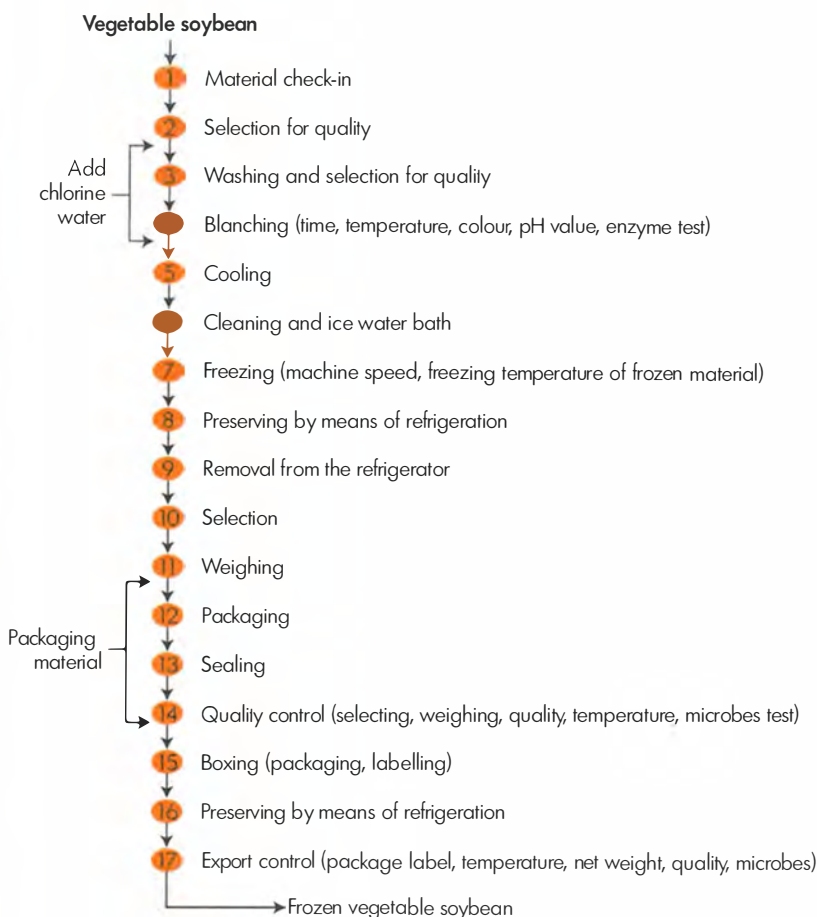 Vegetable soybean
1 Material check-in
2 Selection for quality
Add
chlorine
water
3 Washing and selection for quality
Blanching (time, temperature, colour, pH value, enzyme test)
5 Cooling
Cleaning and ice water bath
7 Freezing (machine speed, freezing temperature of frozen material)
8 Preserving by means of refrigeration
9 Removal from the refrigerator
10 Selection
11 Weighing
12 Packaging
Packaging
material
13 Sealing
14 Quality control (selecting, weighing, quality, temperature, microbes test)
15 Boxing (packaging, labelling)
16 Preserving by means of refrigeration
17 Export control (package label, temperature, net weight, quality, microbes)
Frozen vegetable soybean